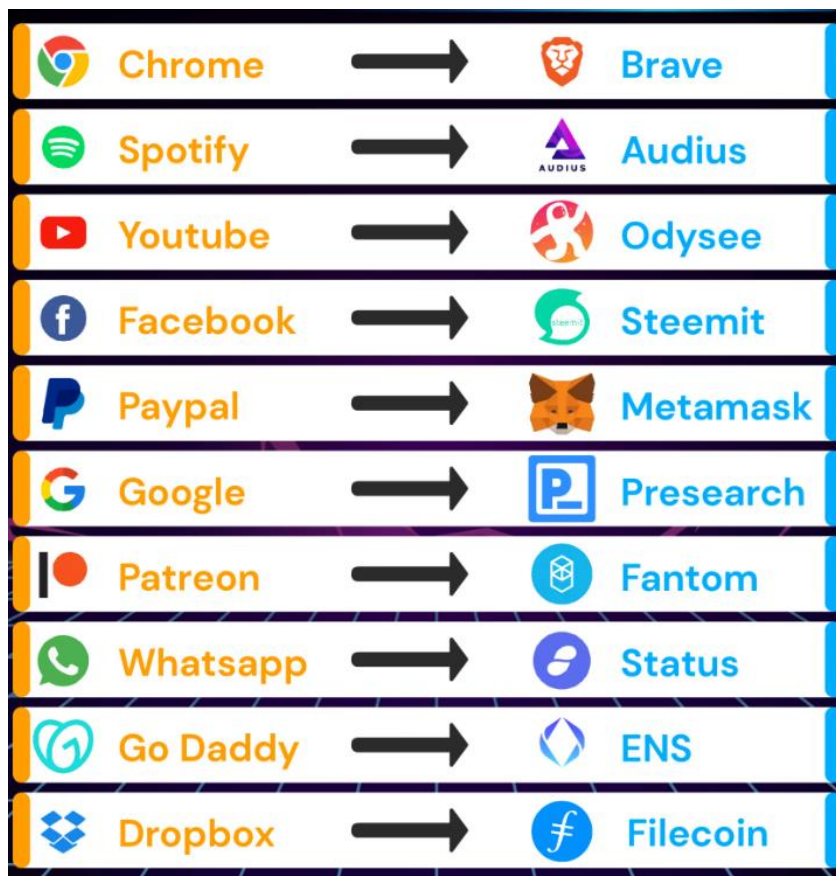 Chrome Brave
Spotify AUDIUS Audius
Youtube Odysee
Facebook steemit Steemit
Paypal Metamask
Google Presearch
Patreon Fantom
Whatsapp Status
Go Daddy ENS
Dropbox Filecoin